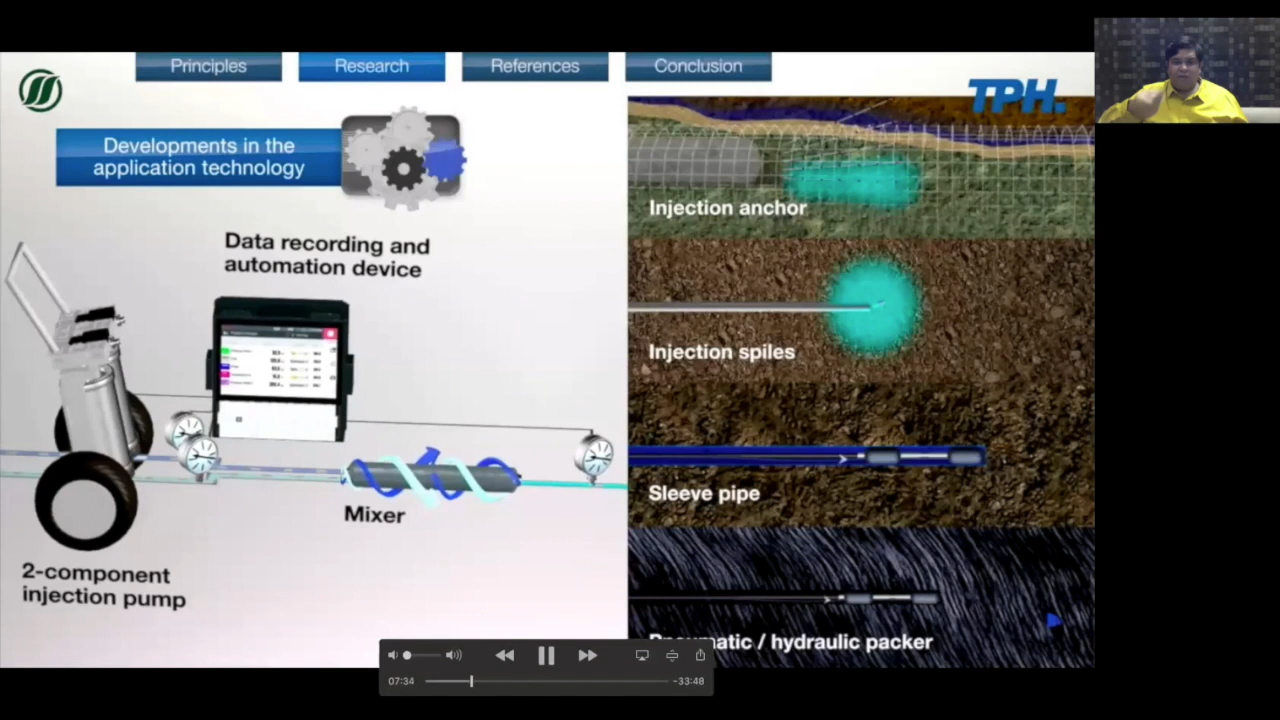 Principles
Research
References
Conclusion
TPH.
Developments in the
application technology
Data recording and
automation device
Mixer
2-component
injection pump
Injection anchor
Injection spiles
Sleeve pipe
Pneumatic / hydraulic packer
07:34
-33:48